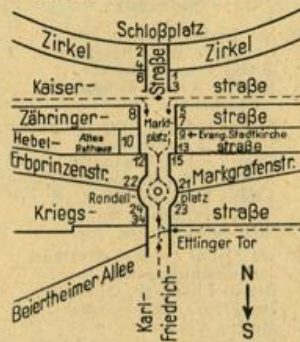 Schloßplatz
Zirkel 2 Zirkel
4
6 Straße 1
3
Kaiser- straße
Zähringer- 8 Markt- 5 straße
7
Hebel- Altes Rathaus 10 platz 9 ← Evang. Stadtkirche
13 straße
Erbprinzenstr. 12 15 Markgrafenstr.
22 21
Rondell- platz
Kriegs- 24 23 straße
34
Ettlinger Tor
Beiertheimer Allee
Karl-
Friedrich-
N
S